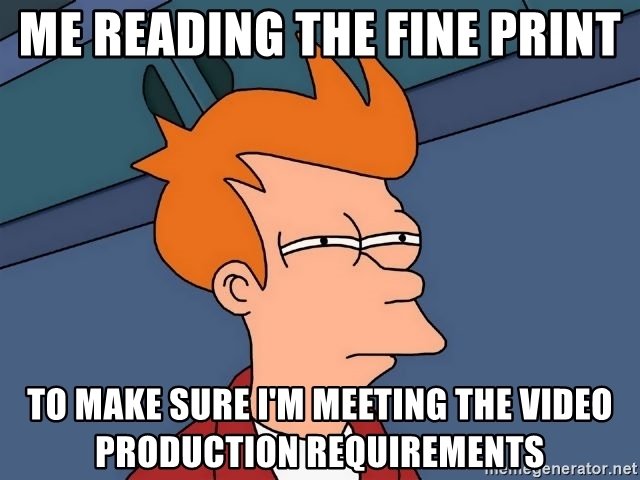 ME READING THE FINE PRINT
TO MAKE SURE I'M MEETING THE VIDEO
PRODUCTION REQUIREMENTS
memegenerator.net